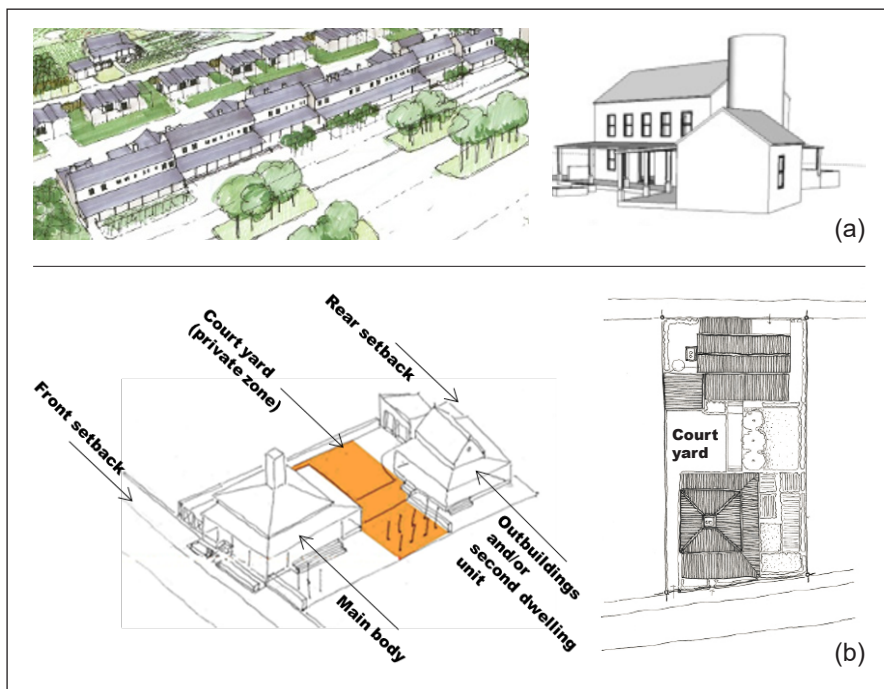 (a)
Rear setback
Court yard
(private zone)
Front setback
Court
yard
Outbuildings
and/or
second dwelling
unit
Main body
(b)